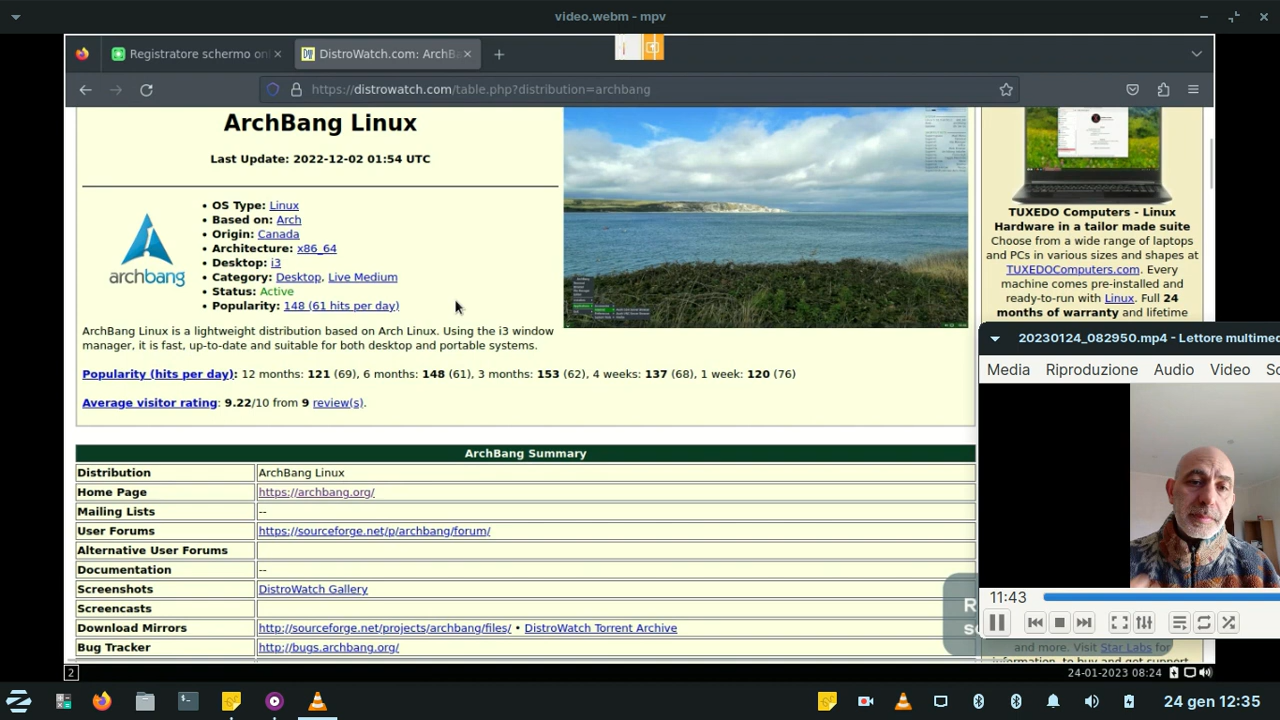 video.webm - mpv
Registratore schermo onl
DistroWatch.com: ArchBa
https://distrowatch.com/table.php?distribution=archbang
ArchBang Linux
Last Update: 2022-12-02 01:54 UTC
archbang
• OS Type: Linux
• Based on: Arch
• Origin: Canada
• Architecture: x86_64
• Desktop: i3
• Category: Desktop, Live Medium
• Status: Active
• Popularity: 148 (61 hits per day)
ArchBang Linux is a lightweight distribution based on Arch Linux. Using the i3 window
manager, it is fast, up-to-date and suitable for both desktop and portable systems.
Popularity (hits per day): 12 months: 121 (69), 6 months: 148 (61), 3 months: 153 (62), 4 weeks: 137 (68), 1 week: 120 (76)
Average visitor rating: 9.22/10 from 9 review(s).
TUXEDO Computers - Linux
Hardware in a tailor made suite
Choose from a wide range of laptops
and PCs in various sizes and shapes at
TUXEDOComputers.com. Every
machine comes pre-installed and
ready-to-run with Linux. Full 24
months of warranty and lifetime
ArchBang Summary
Distribution ArchBang Linux
Home Page https://archbang.org/
Mailing Lists --
User Forums https://sourceforge.net/p/archbang/forum/
Alternative User Forums
Documentation --
Screenshots DistroWatch Gallery
Screencasts
Download Mirrors http://sourceforge.net/projects/archbang/files/ • DistroWatch Torrent Archive
Bug Tracker http://bugs.archbang.org/
20230124_082950.mp4 - Lettore multimed
Media Riproduzione Audio Video Sc
11:43
and more. Visit Star Labs for
information, to buy and get support.
2
24-01-2023 08:24
24 gen 12:35